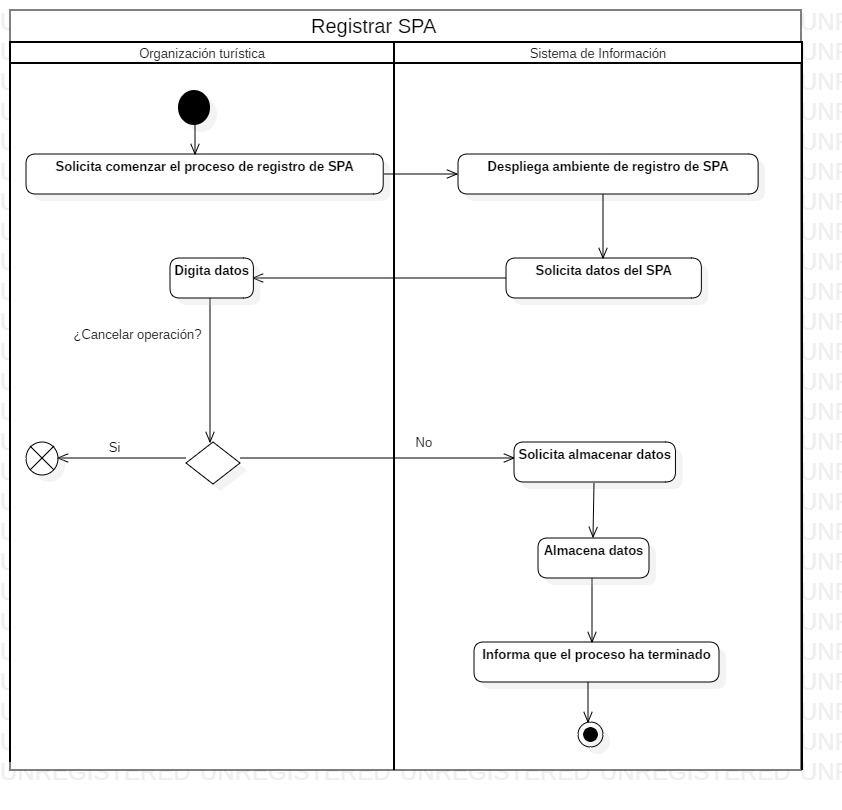 Registrar SPA
Organización turística
Sistema de Información
Solicita comenzar el proceso de registro de SPA
Despliega ambiente de registro de SPA
Digita datos
Solicita datos del SPA
¿Cancelar operación?
Si
No
Solicita almacenar datos
Almacena datos
Informa que el proceso ha terminado
UNREGISTERED UNREGISTERED UNREGISTERED UNREGISTERED